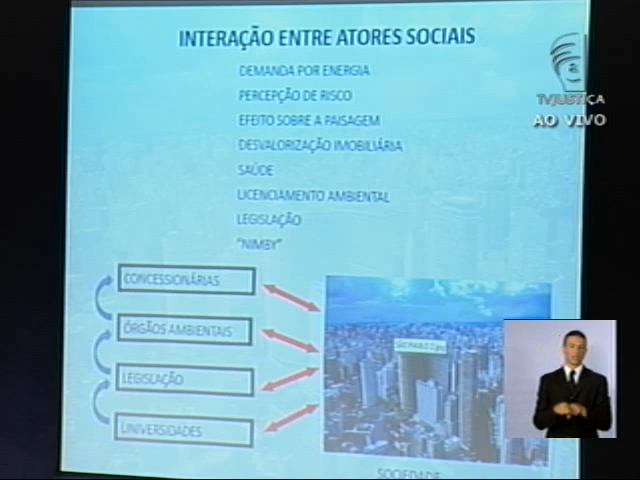 INTERAÇÃO ENTRE ATORES SOCIAIS
TVJUSTIÇA
AO VIVO
DEMANDA POR ENERGIA
PERCEPÇÃO DE RISCO
EFEITO SOBRE A PAISAGEM
DESVALORIZAÇÃO IMOBILIÁRIA
SAÚDE
LICENCIAMENTO AMBIENTAL
LEGISLAÇÃO
"NIMBY"
CONCESSIONÁRIAS
ÓRGÃOS AMBIENTAIS
LEGISLAÇÃO
UNIVERSIDADES
SOCIEDADE